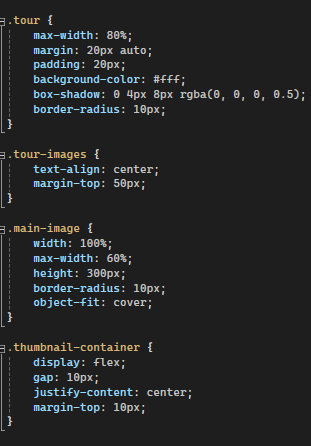 .tour {
    max-width: 80%;
    margin: 20px auto;
    padding: 20px;
    background-color: #fff;
    box-shadow: 0 4px 8px rgba(0, 0, 0, 0.5);
    border-radius: 10px;
}
.tour-images {
    text-align: center;
    margin-top: 50px;
}
.main-image {
    width: 100%;
    max-width: 60%;
    height: 300px;
    border-radius: 10px;
    object-fit: cover;
}
.thumbnail-container {
    display: flex;
    gap: 10px;
    justify-content: center;
    margin-top: 10px;
}